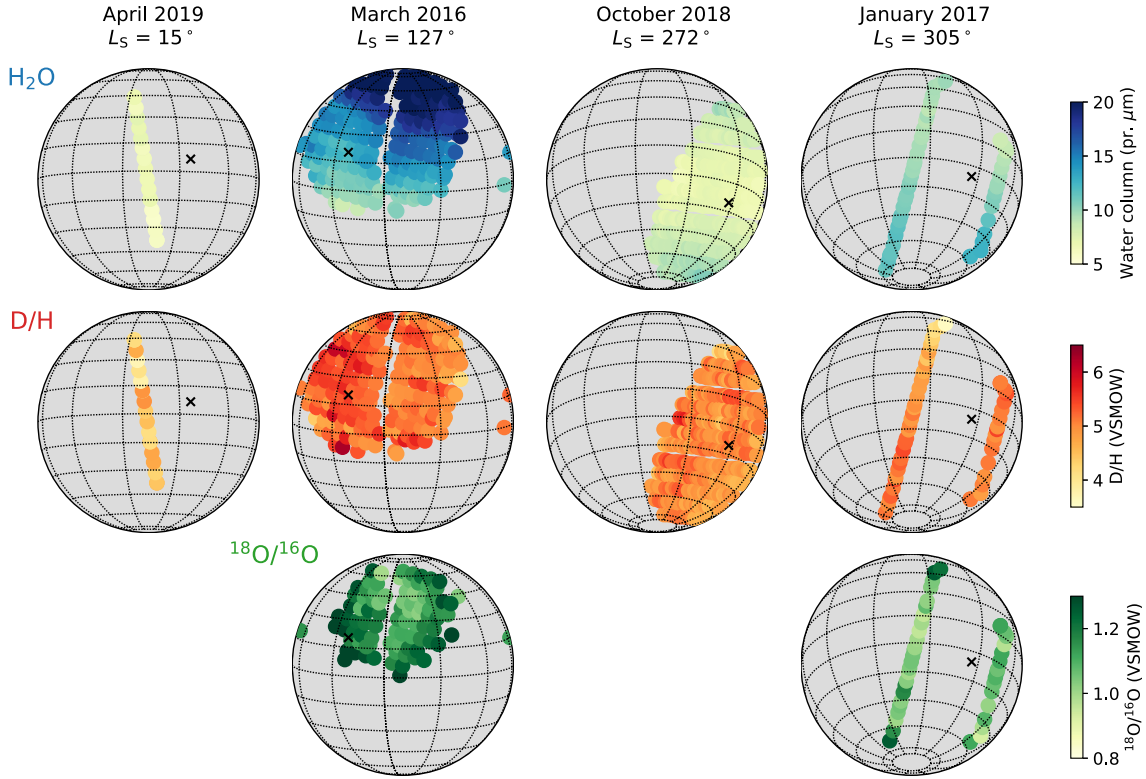 April 2019
L_S = 15°
March 2016
L_S = 127°
October 2018
L_S = 272°
January 2017
L_S = 305°
H₂O
20
15
10
5
Water column (pr. μm)
D/H
6
5
4
D/H (VSMOW)
¹⁸O/¹⁶O
1.2
1.0
0.8
¹⁸O/¹⁶O (VSMOW)